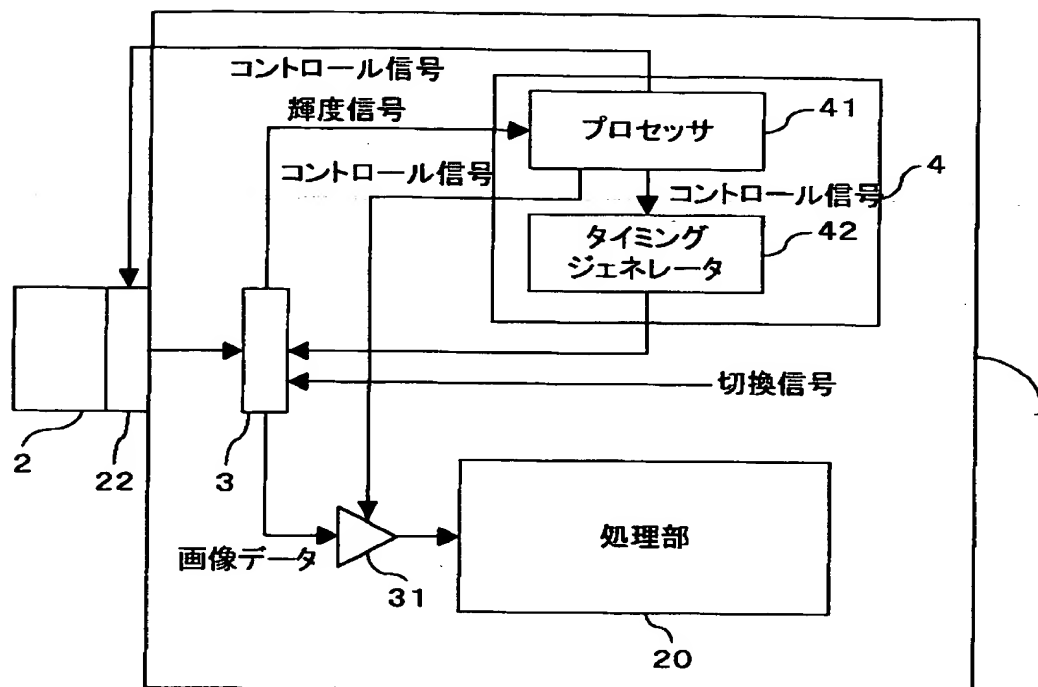 コントロール信号
輝度信号
プロセッサ
41
コントロール信号
コントロール信号
4
タイミング
ジェネレータ
42
切換信号
2
22
3
画像データ
31
処理部
20